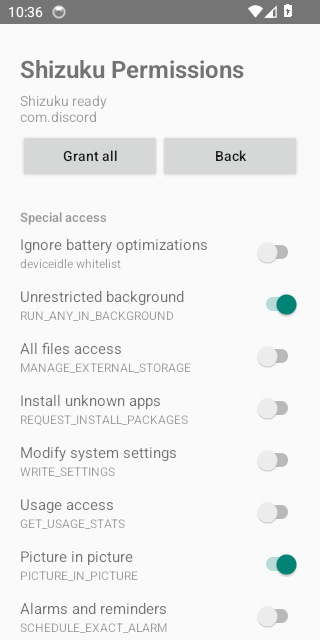 10:36
Shizuku Permissions
Shizuku ready
com.discord
Grant all
Back
Special access
Ignore battery optimizations
deviceidle whitelist
Unrestricted background
RUN_ANY_IN_BACKGROUND
All files access
MANAGE_EXTERNAL_STORAGE
Install unknown apps
REQUEST_INSTALL_PACKAGES
Modify system settings
WRITE_SETTINGS
Usage access
GET_USAGE_STATS
Picture in picture
PICTURE_IN_PICTURE
Alarms and reminders
SCHEDULE_EXACT_ALARM